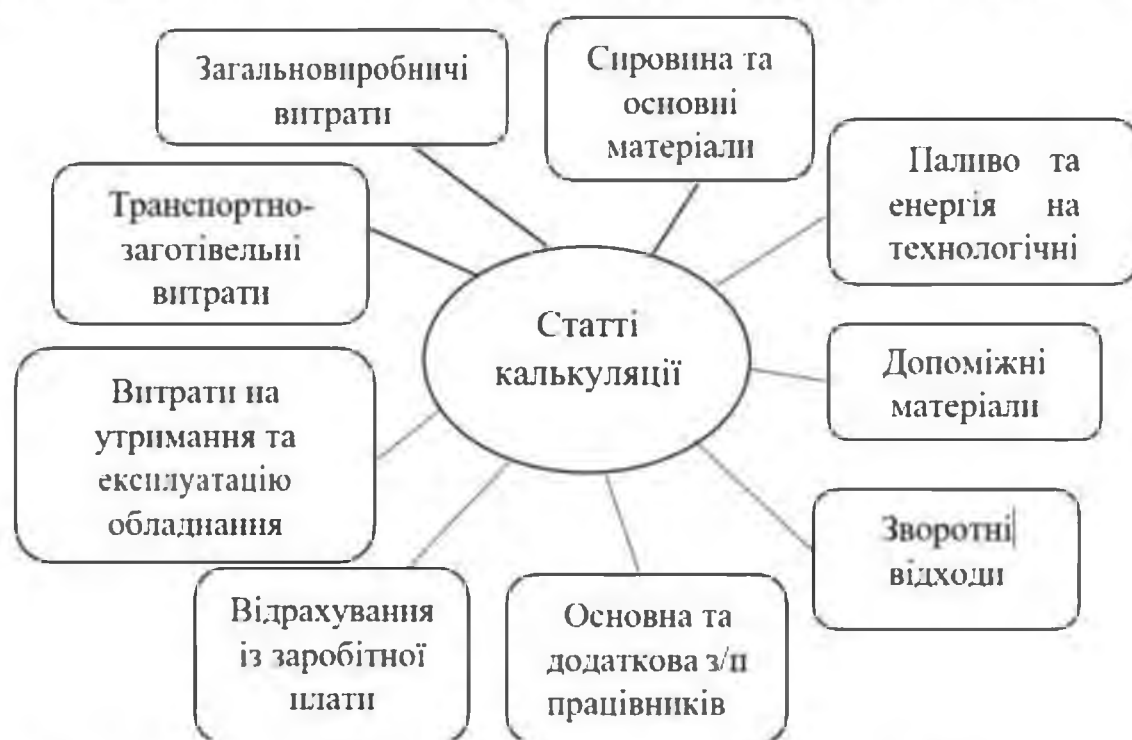 Загальновиробничі
витрати
Сировина та
основні
матеріали
Паливо та
енергія на
технологічні
Транспортно-
заготівельні
витрати
Статті
калькуляції
Допоміжні
матеріали
Витрати на
утримання та
експлуатацію
обладнання
Зворотні
відходи
Відрахування
із заробітної
плати
Основна та
додаткова з/п
працівників